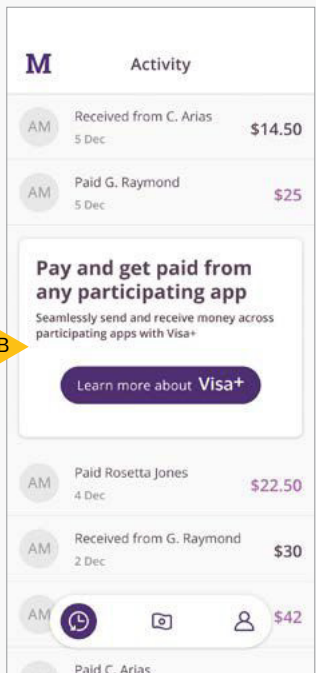 M
Activity
AM
Received from C. Arias
5 Dec
$14.50
AM
Paid G. Raymond
5 Dec
$25
Pay and get paid from
any participating app
Seamlessly send and receive money across
participating apps with Visa+
B
Learn more about Visa+
AM
Paid Rosetta Jones
4 Dec
$22.50
AM
Received from G. Raymond
2 Dec
$30
AM
$42
Paid C. Arias